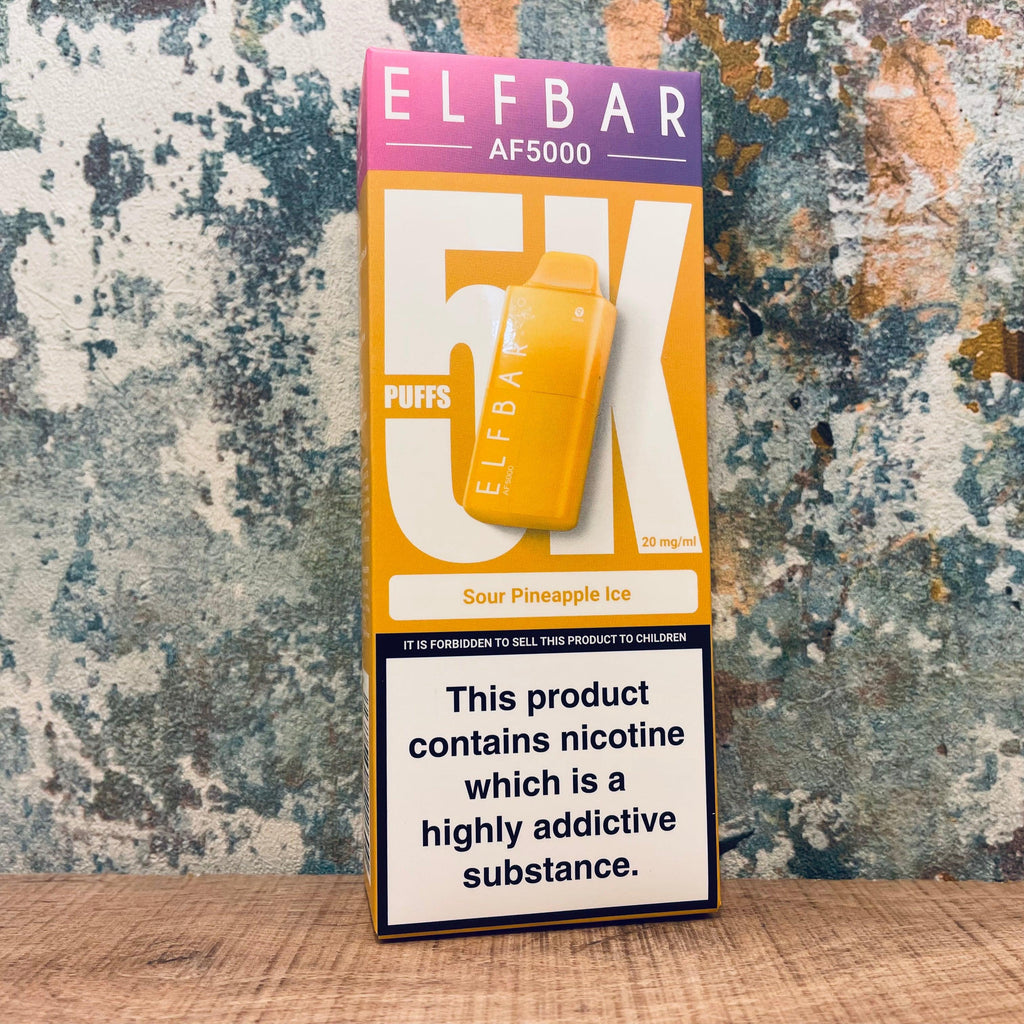 ELFBAR
AF5000
5K
PUFFS
ELFBAR
AF5000
20 mg/ml
Sour Pineapple Ice
IT IS FORBIDDEN TO SELL THIS PRODUCT TO CHILDREN
This product
contains nicotine
which is a
highly addictive
substance.